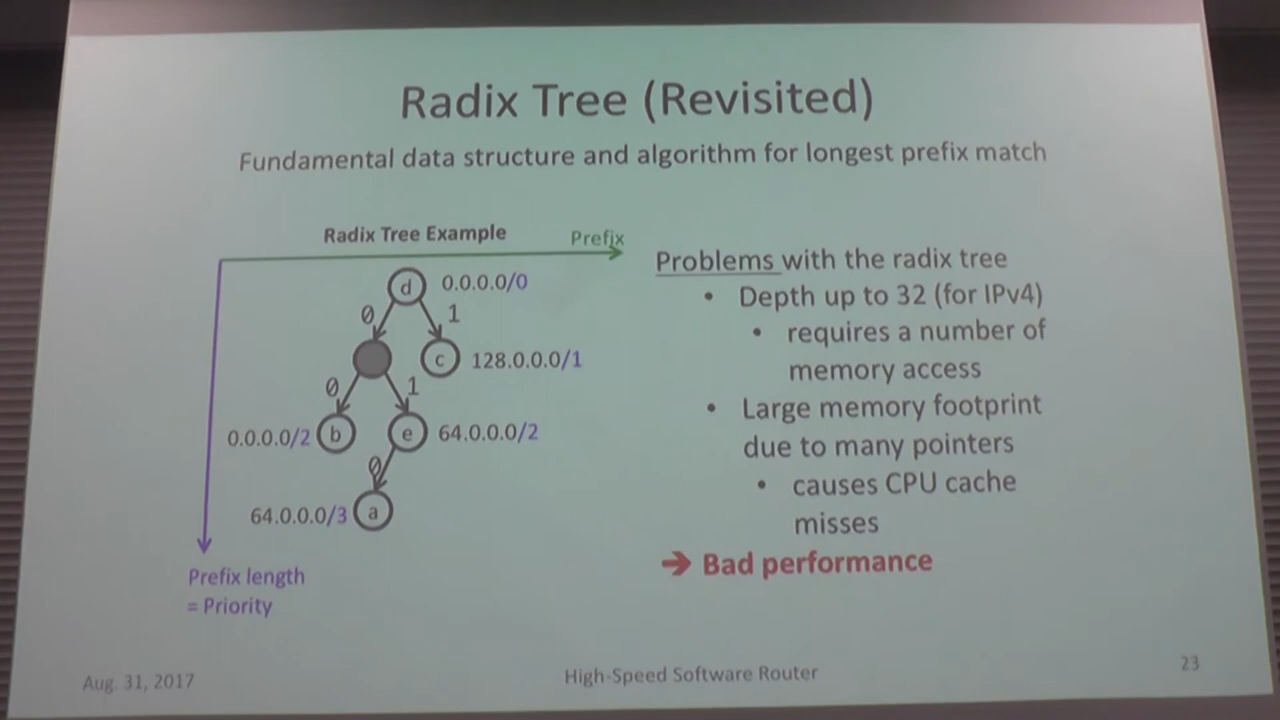 Radix Tree (Revisited)
Fundamental data structure and algorithm for longest prefix match
Radix Tree Example
Prefix
d 0.0.0.0/0
0 1
c 128.0.0.0/1
0 1
0.0.0.0/2 b e 64.0.0.0/2
0
64.0.0.0/3 a
Prefix length
= Priority
Problems with the radix tree
• Depth up to 32 (for IPv4)
• requires a number of
memory access
• Large memory footprint
due to many pointers
• causes CPU cache
misses
➔ Bad performance
Aug. 31, 2017
High-Speed Software Router
23